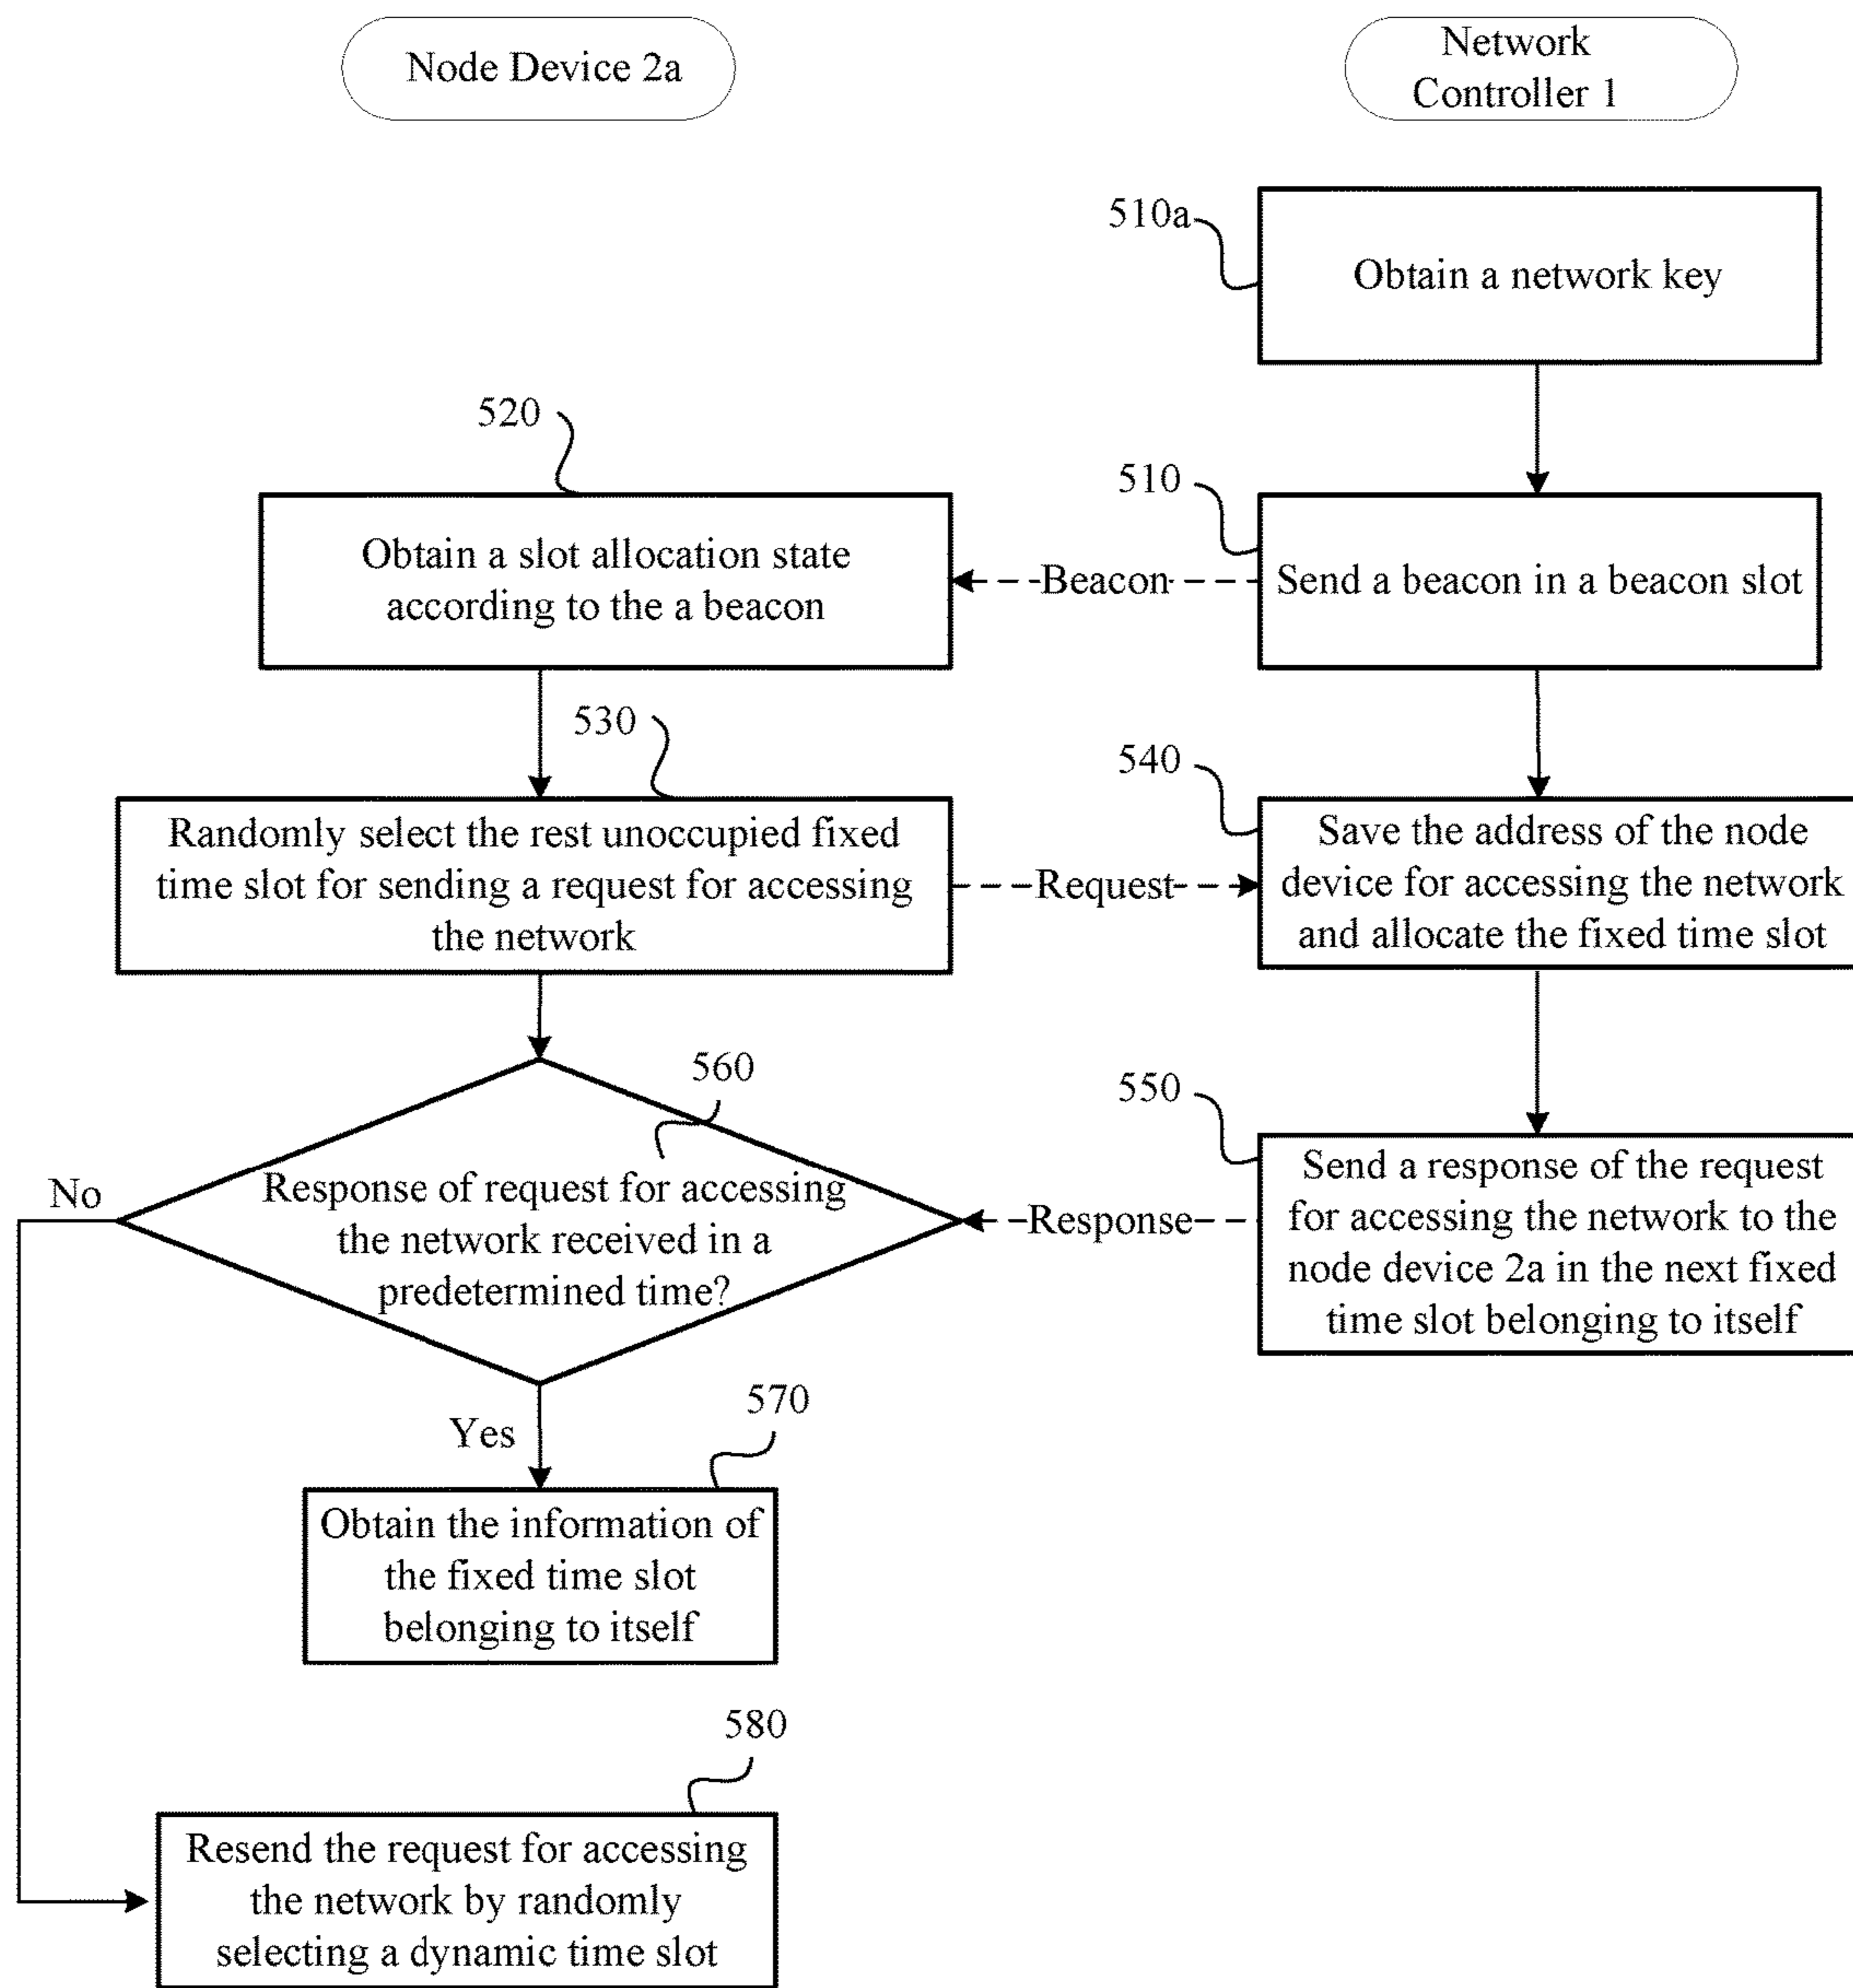 Node Device 2a
Network
Controller 1
510a
Obtain a network key
520
510
Obtain a slot allocation state
according to the a beacon
Beacon
Send a beacon in a beacon slot
530
540
Randomly select the rest unoccupied fixed
time slot for sending a request for accessing
the network
Request
Save the address of the node
device for accessing the network
and allocate the fixed time slot
560
550
No
Response of request for accessing
the network received in a
predetermined time?
Response
Send a response of the request
for accessing the network to the
node device 2a in the next fixed
time slot belonging to itself
Yes
570
Obtain the information of
the fixed time slot
belonging to itself
580
Resend the request for accessing
the network by randomly
selecting a dynamic time slot